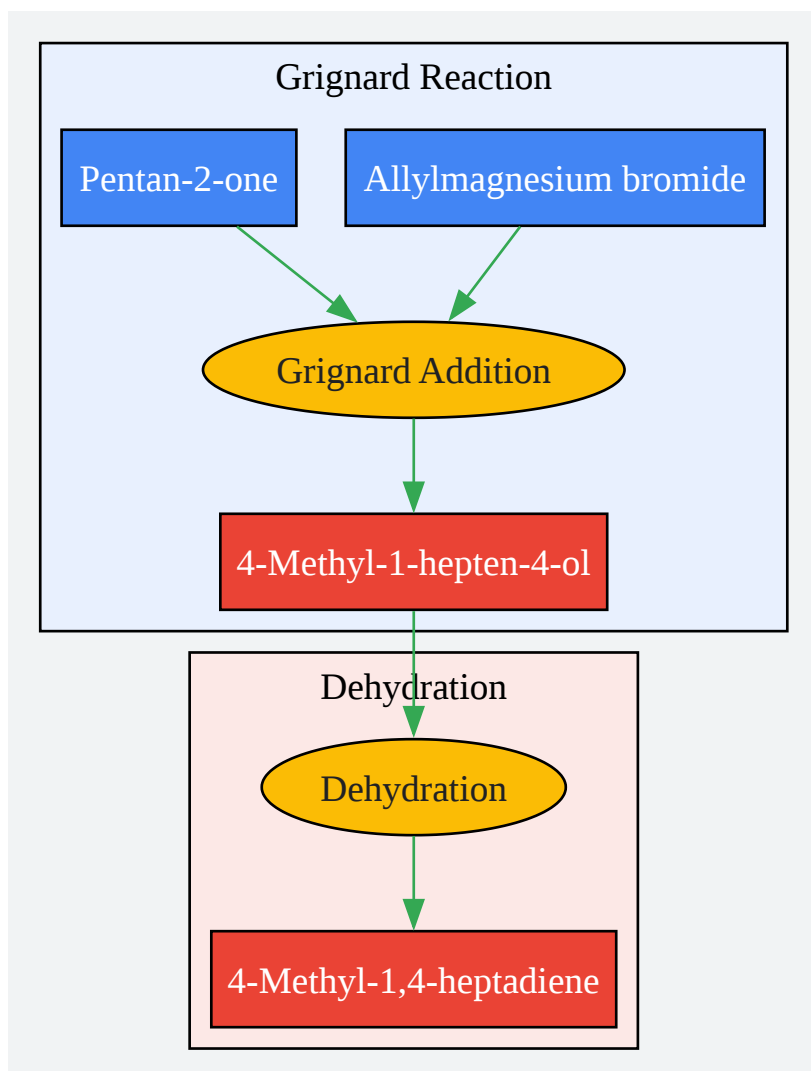 Grignard Reaction
Pentan-2-one
Allylmagnesium bromide
Grignard Addition
4-Methyl-1-hepten-4-ol
Dehydration
Dehydration
4-Methyl-1,4-heptadiene